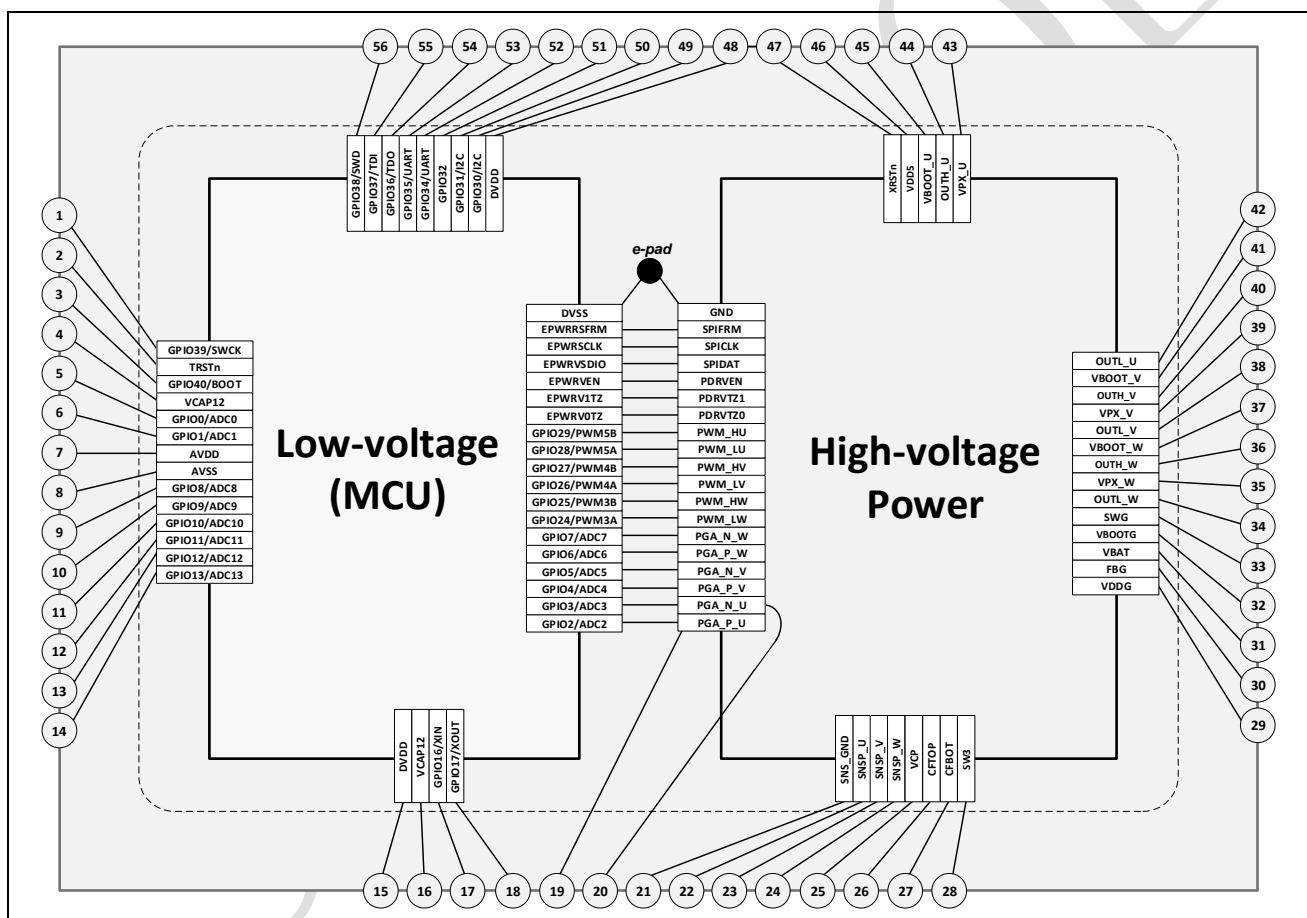 56 55 54 53 52 51 50 49 48 47 46 45 44 43
GPIO38/SWD
GPIO37/TDI
GPIO36/TDO
GPIO35/UART
GPIO34/UART
GPIO32
GPIO31/I2C
GPIO30/I2C
DVDD
XRSTn
VDD5
VBOOT_U
OUTH_U
VPX_U
1
2
3
4
5
6
7
8
9
10
11
12
13
14
GPIO39/SWCK
TRSTn
GPIO40/BOOT
VCAP12
GPIO0/ADC0
GPIO1/ADC1
AVDD
AVSS
GPIO8/ADC8
GPIO9/ADC9
GPIO10/ADC10
GPIO11/ADC11
GPIO12/ADC12
GPIO13/ADC13
Low-voltage
(MCU)
e-pad
DVSS
EPWRRSFRM
EPWRSCLK
EPWRVSDIO
EPWRVEN
EPWRV1TZ
EPWRV0TZ
GPIO29/PWM5B
GPIO28/PWM5A
GPIO27/PWM4B
GPIO26/PWM4A
GPIO25/PWM3B
GPIO24/PWM3A
GPIO7/ADC7
GPIO6/ADC6
GPIO5/ADC5
GPIO4/ADC4
GPIO3/ADC3
GPIO2/ADC2
GND
SPIFRM
SPICLK
SPIDAT
PDRVEN
PDRVTZ1
PDRVTZ0
PWM_HU
PWM_LU
PWM_HV
PWM_LV
PWM_HW
PWM_LW
PGA_N_W
PGA_P_W
PGA_N_V
PGA_P_V
PGA_N_U
PGA_P_U
High-voltage
Power
OUTL_U
VBOOT_V
OUTH_V
VPX_V
OUTL_V
VBOOT_W
OUTH_W
VPX_W
OUTL_W
SWG
VBOOTG
VBAT
FBG
VDDG
42
41
40
39
38
37
36
35
34
33
32
31
30
29
DVDD
VCAP12
GPIO16/XIN
GPIO17/XOUT
SNS_GND
SNSP_U
SNSP_V
SNSP_W
VCP
CFTOP
CFBOT
SW3
15 16 17 18 19 20 21 22 23 24 25 26 27 28